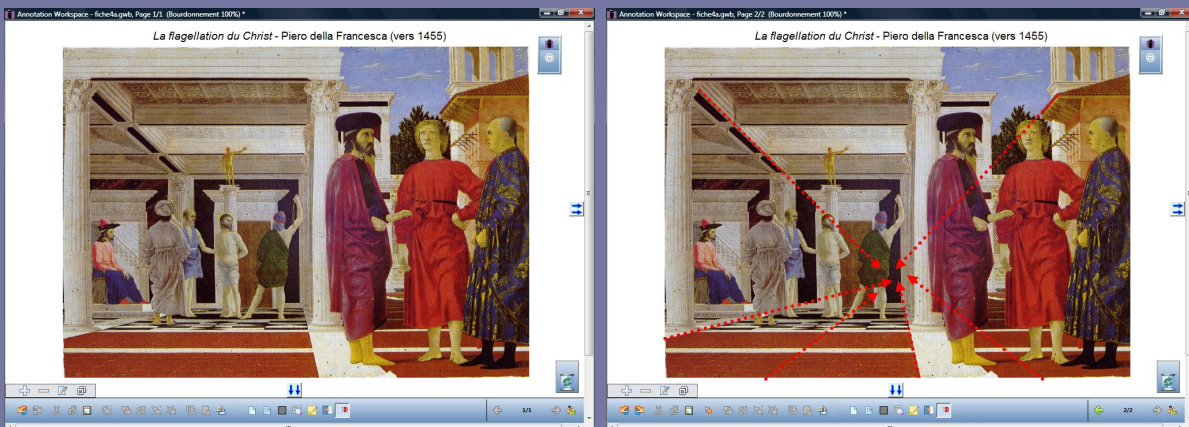 Annotation Workspace - fiche4a.gwb, Page 1/1 (Bourdonnement 100%) *
La flagellation du Christ - Piero della Francesca (vers 1455)
1/1
Annotation Workspace - fiche4a.gwb, Page 2/2 (Bourdonnement 100%) *
La flagellation du Christ - Piero della Francesca (vers 1455)
2/2